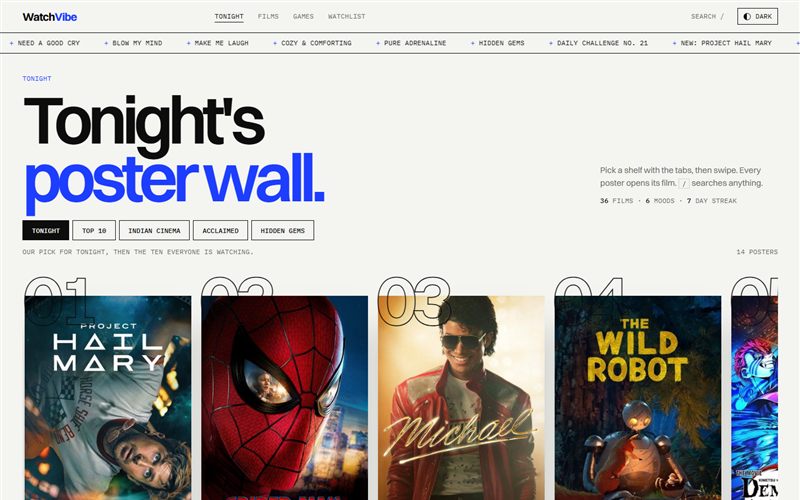 WatchVibe
TONIGHT FILMS GAMES WATCHLIST
SEARCH / DARK
+ NEED A GOOD CRY + BLOW MY MIND + MAKE ME LAUGH + COZY & COMFORTING + PURE ADRENALINE + HIDDEN GEMS + DAILY CHALLENGE NO. 21 + NEW: PROJECT HAIL MARY +
TONIGHT
Tonight's
poster wall.
Pick a shelf with the tabs, then swipe. Every
poster opens its film. / searches anything.
36 FILMS · 6 MOODS · 7 DAY STREAK
TONIGHT TOP 10 INDIAN CINEMA ACCLAIMED HIDDEN GEMS
OUR PICK FOR TONIGHT, THEN THE TEN EVERYONE IS WATCHING.
14 POSTERS
01 02 03 04
PROJECT
HAIL
MARY
Michael
THE
WILD
ROBOT
THE MOVIE